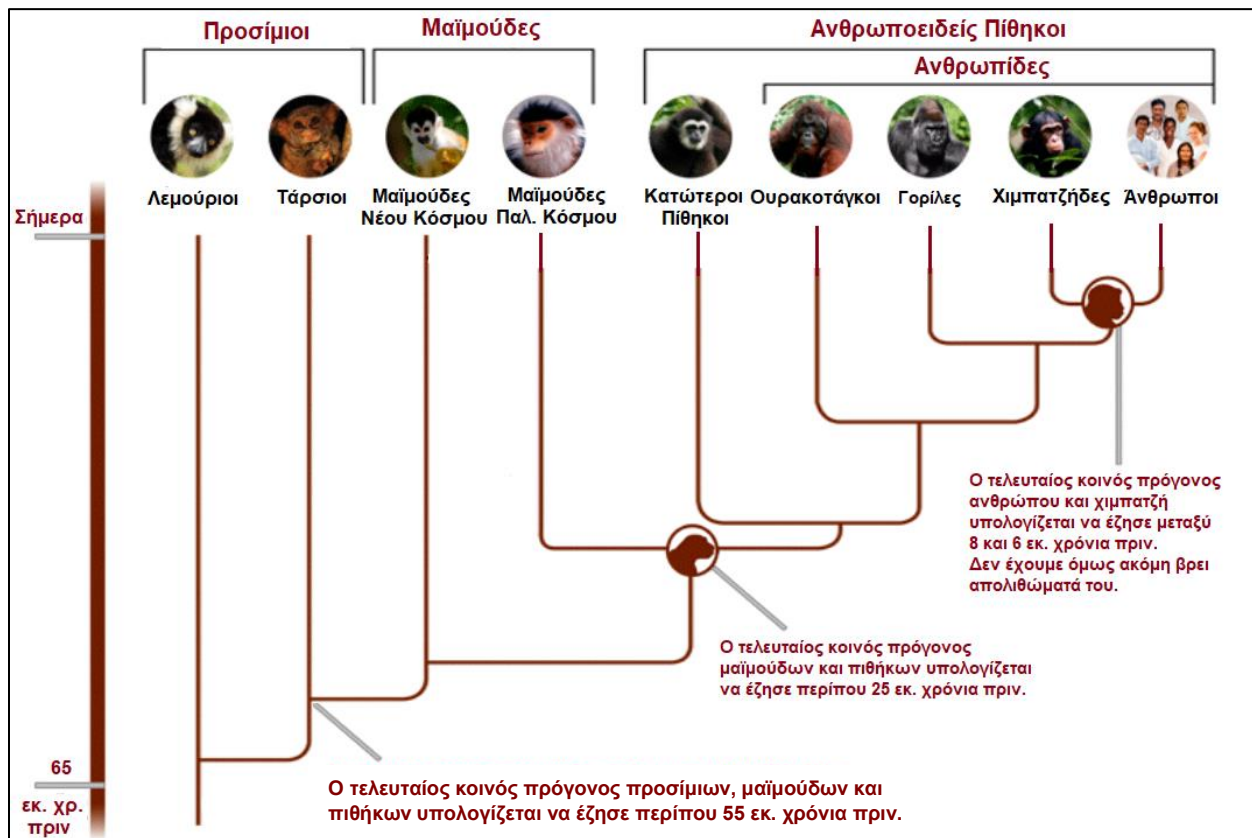 Προσίμιοι
Μαϊμούδες
Ανθρωποειδείς Πίθηκοι
Ανθρωπίδες
Λεμούριοι
Τάρσιοι
Μαϊμούδες
Νέου Κόσμου
Μαϊμούδες
Παλ. Κόσμου
Κατώτεροι
Πίθηκοι
Ουρακοτάγκοι
Γορίλες
Χιμπατζήδες
Άνθρωποι
Σήμερα
Ο τελευταίος κοινός πρόγονος
ανθρώπου και χιμπατζή
υπολογίζεται να έζησε μεταξύ
8 και 6 εκ. χρόνια πριν.
Δεν έχουμε όμως ακόμη βρει
απολιθώματά του.
Ο τελευταίος κοινός πρόγονος
μαϊμούδων και πιθήκων υπολογίζεται
να έζησε περίπου 25 εκ. χρόνια πριν.
65
εκ. χρ.
πριν
Ο τελευταίος κοινός πρόγονος προσίμιων, μαϊμούδων και
πιθήκων υπολογίζεται να έζησε περίπου 55 εκ. χρόνια πριν.